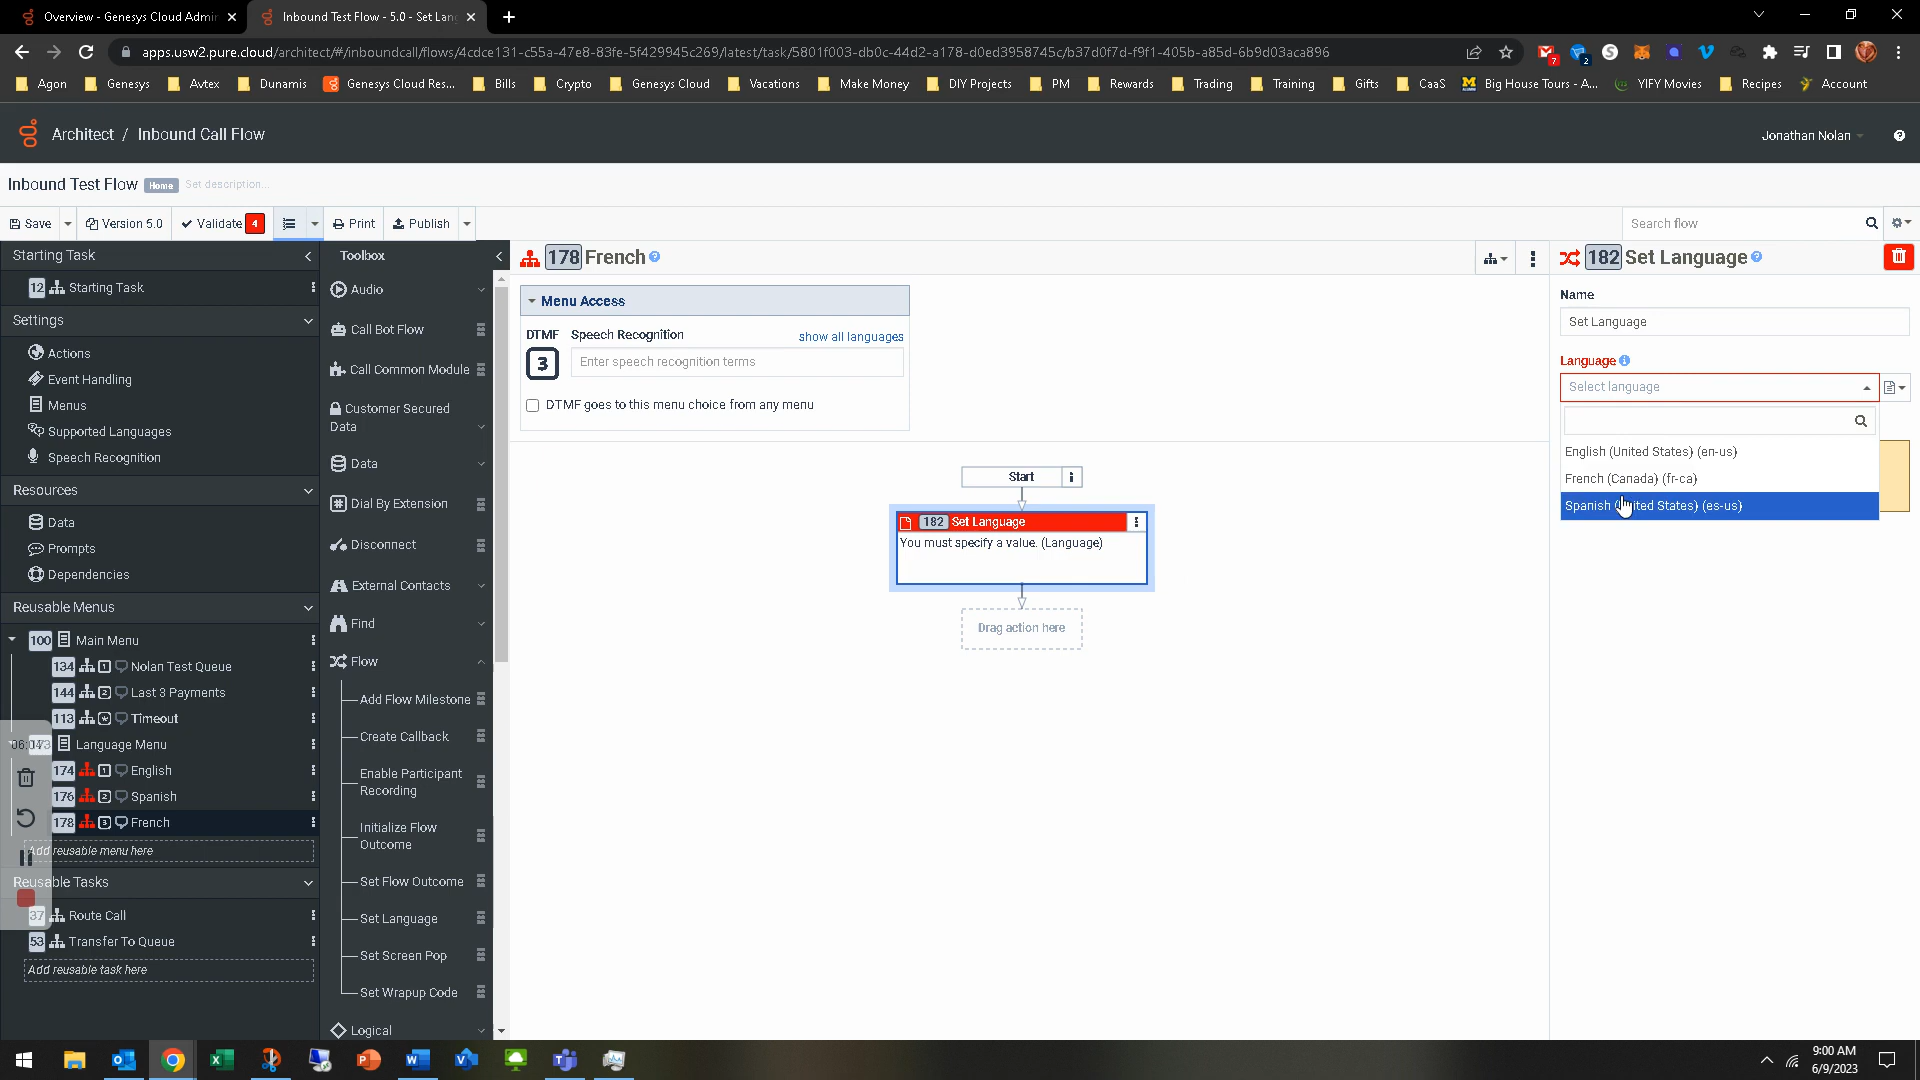 Overview - Genesys Cloud Admin
Inbound Test Flow - 5.0 - Set Lang
apps.usw2.pure.cloud/architect/#/inboundcall/flows/4cdce131-c55a-47e8-83fe-5f429945c269/latest/task/5801f003-db0c-44d2-a178-d0ed3958745c/b37d0f7d-f9f1-405b-a85d-6b9d03aca896
7
2
Agon
Genesys
Avtex
Dunamis
Genesys Cloud Res...
Bills
Crypto
Genesys Cloud
Vacations
Make Money
DIY Projects
PM
Rewards
Trading
Training
Gifts
CaaS
Big House Tours - A...
YIFY Movies
Recipes
Account
Architect / Inbound Call Flow
Jonathan Nolan
Inbound Test Flow Home Set description...
Save
Version 5.0
Validate 4
Print
Publish
Search flow
Starting Task
12 Starting Task
Settings
Actions
Event Handling
Menus
Supported Languages
Speech Recognition
Resources
Data
Prompts
Dependencies
Reusable Menus
100 Main Menu
134 1 Nolan Test Queue
144 2 Last 3 Payments
113 Timeout
Language Menu
174 1 English
176 2 Spanish
178 3 French
Add reusable menu here
Reusable Tasks
37 Route Call
53 Transfer To Queue
Add reusable task here
Toolbox
Audio
Call Bot Flow
Call Common Module
Customer Secured
Data
Data
Dial By Extension
Disconnect
External Contacts
Find
Flow
Add Flow Milestone
Create Callback
Enable Participant
Recording
Initialize Flow
Outcome
Set Flow Outcome
Set Language
Set Screen Pop
Set Wrapup Code
Logical
178 French
Menu Access
DTMF Speech Recognition show all languages
3 Enter speech recognition terms
DTMF goes to this menu choice from any menu
Start
182 Set Language
You must specify a value. (Language)
Drag action here
182 Set Language
Name
Set Language
Language
Select language
English (United States) (en-us)
French (Canada) (fr-ca)
Spanish (United States) (es-us)
9:00 AM
6/9/2023